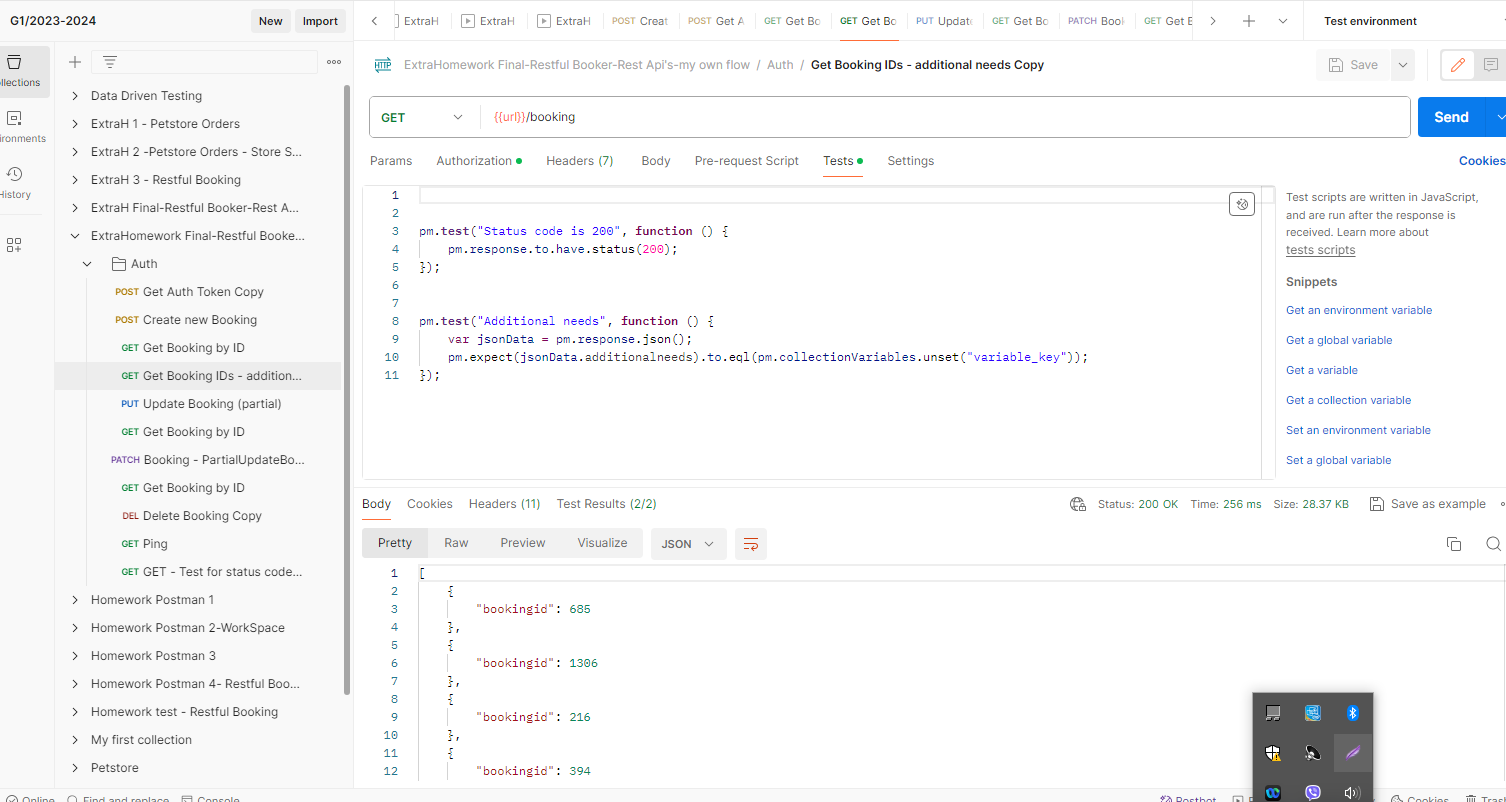 G1/2023-2024
New
Import
ExtraH
ExtraH
ExtraH
POST Creat
POST Get A
GET Get Bo
GET Get Bo
PUT Update
GET Get Bo
PATCH Book
GET Get B
Test environment
llections
ironments
History
Data Driven Testing
ExtraH 1 - Petstore Orders
ExtraH 2 -Petstore Orders - Store S...
ExtraH 3 - Restful Booking
ExtraH Final-Restful Booker-Rest A...
ExtraHomework Final-Restful Booke...
Auth
POST Get Auth Token Copy
POST Create new Booking
GET Get Booking by ID
GET Get Booking IDs - addition...
PUT Update Booking (partial)
GET Get Booking by ID
PATCH Booking - PartialUpdateBo...
GET Get Booking by ID
DEL Delete Booking Copy
GET Ping
GET GET - Test for status code...
Homework Postman 1
Homework Postman 2-WorkSpace
Homework Postman 3
Homework Postman 4- Restful Boo...
Homework test - Restful Booking
My first collection
Petstore
HTTP ExtraHomework Final-Restful Booker-Rest Api's-my own flow / Auth / Get Booking IDs - additional needs Copy
Save
GET
{{url}}/booking
Send
Params
Authorization
Headers (7)
Body
Pre-request Script
Tests
Settings
Cookies
1
2
3 pm.test("Status code is 200", function () {
4 pm.response.to.have.status(200);
5 });
6
7
8 pm.test("Additional needs", function () {
9 var jsonData = pm.response.json();
10 pm.expect(jsonData.additionalneeds).to.eql(pm.collectionVariables.unset("variable_key"));
11 });
Test scripts are written in JavaScript,
and are run after the response is
received. Learn more about
tests scripts
Snippets
Get an environment variable
Get a global variable
Get a variable
Get a collection variable
Set an environment variable
Set a global variable
Body
Cookies
Headers (11)
Test Results (2/2)
Status: 200 OK
Time: 256 ms
Size: 28.37 KB
Save as example
Pretty
Raw
Preview
Visualize
JSON
1 [
2 {
3 "bookingid": 685
4 },
5 {
6 "bookingid": 1306
7 },
8 {
9 "bookingid": 216
10 },
11 {
12 "bookingid": 394
Online
Find and replace
Console
Postbot
Cookies
Trash